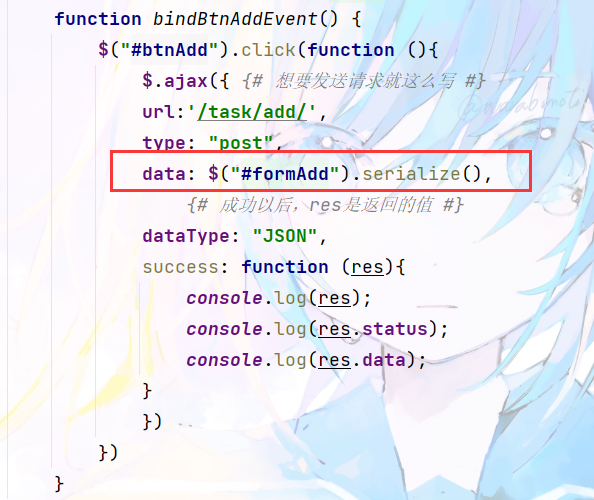 function bindBtnAddEvent() {
$("#btnAdd").click(function (){
$.ajax({ {# 想要发送请求就这么写 #}
url:'/task/add/',
type: "post",
data: $("#formAdd").serialize(),
{# 成功以后，res是返回的值 #}
dataType: "JSON",
success: function (res){
console.log(res);
console.log(res.status);
console.log(res.data);
}
})
})
}